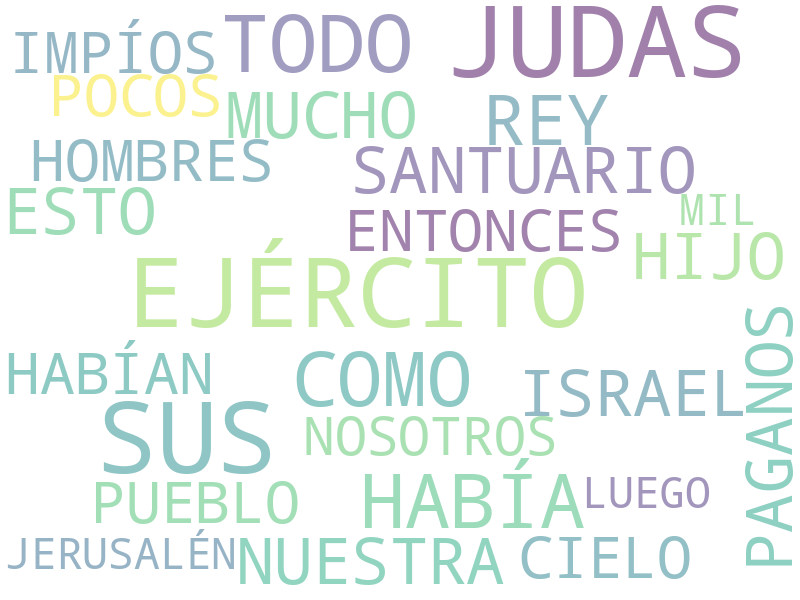 IMPÍOS
TODO
JUDAS
POCOS
MUCHO
REY
HOMBRES
SANTUARIO
ESTO
ENTONCES
MIL
HIJO
EJÉRCITO
PAGANOS
HABÍAN
COMO
ISRAEL
SUS
NOSOTROS
PUEBLO
HABÍA
LUEGO
JERUSALÉN
NUESTRA
CIELO